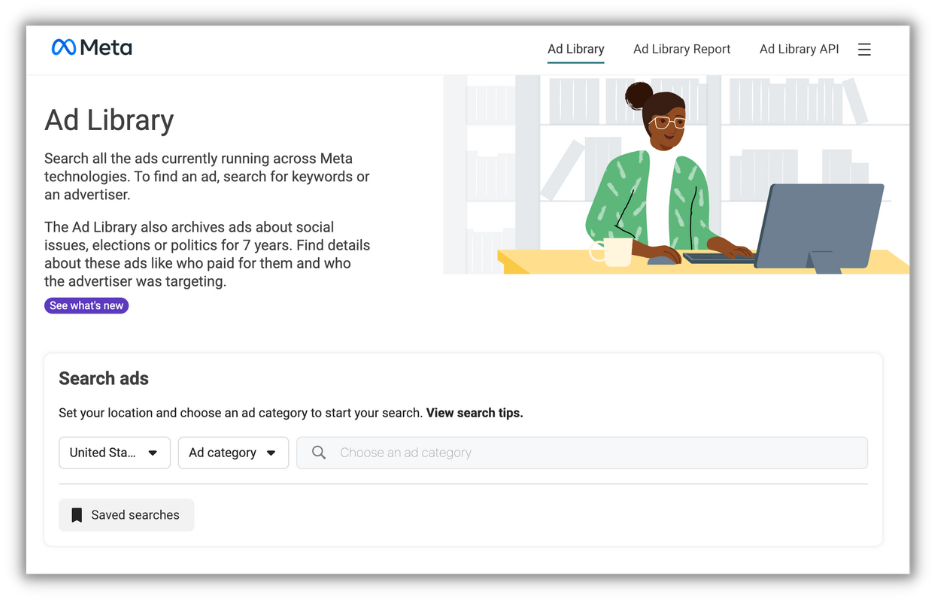 Meta
Ad Library
Ad Library Report
Ad Library API
Ad Library
Search all the ads currently running across Meta
technologies. To find an ad, search for keywords or
an advertiser.
The Ad Library also archives ads about social
issues, elections or politics for 7 years. Find details
about these ads like who paid for them and who
the advertiser was targeting.
See what's new
Search ads
Set your location and choose an ad category to start your search. View search tips.
United Sta...
Ad category
Choose an ad category
Saved searches